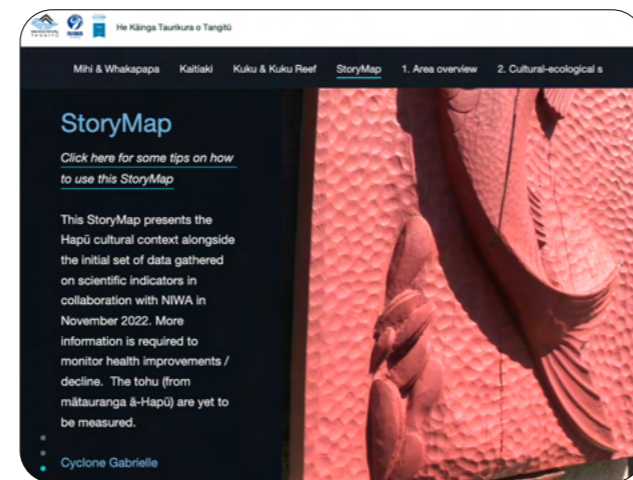 NIWA
He Kāinga Taurikura o Tangitū
TANGITŪ
Mihi & Whakapapa Kaitiaki Kuku & Kuku Reef StoryMap 1. Area overview 2. Cultural-ecological s
StoryMap
Click here for some tips on how
to use this StoryMap
This StoryMap presents the
Hapū cultural context alongside
the initial set of data gathered
on scientific indicators in
collaboration with NIWA in
November 2022. More
information is required to
monitor health improvements /
decline. The tohu (from
mātauranga ā-Hapū) are yet to
be measured.
Cyclone Gabrielle